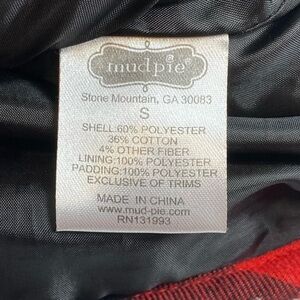 mudpie
Stone Mountain, GA 30083
S
SHELL:60% POLYESTER
36% COTTON
4% OTHER FIBER
LINING:100% POLYESTER
PADDING:100% POLYESTER
EXCLUSIVE OF TRIMS
MADE IN CHINA
www.mud-pie.com
RN131993